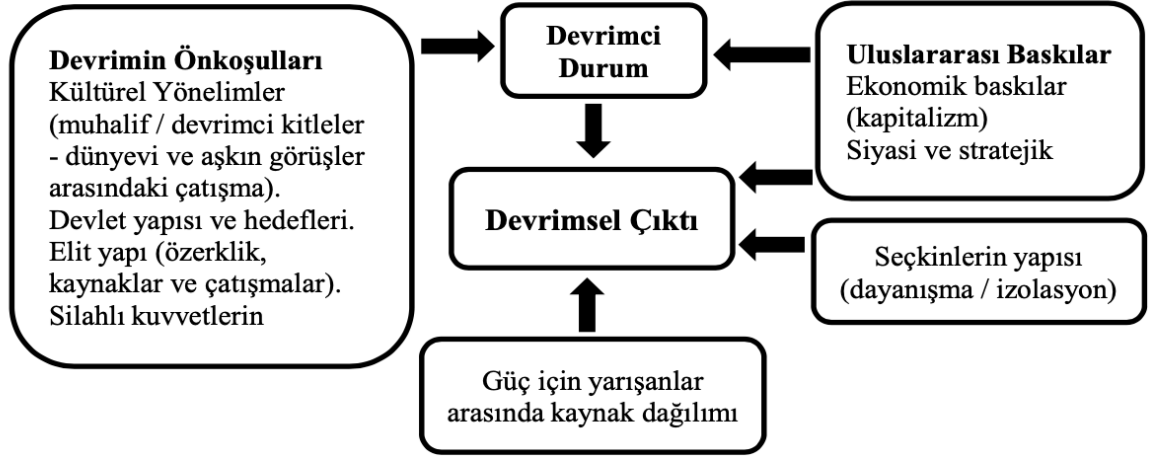 Devrimin Önkoşulları
Kültürel Yönelimler
(muhalif / devrimci kitleler
- dünyevi ve aşkın görüşler
arasındaki çatışma).
Devlet yapısı ve hedefleri.
Elit yapı (özerklik,
kaynaklar ve çatışmalar).
Silahlı kuvvetlerin
Devrimci
Durum
Uluslararası Baskılar
Ekonomik baskılar
(kapitalizm)
Siyasi ve stratejik
Devrimsel Çıktı
Seçkinlerin yapısı
(dayanışma / izolasyon)
Güç için yarışanlar
arasında kaynak dağılımı